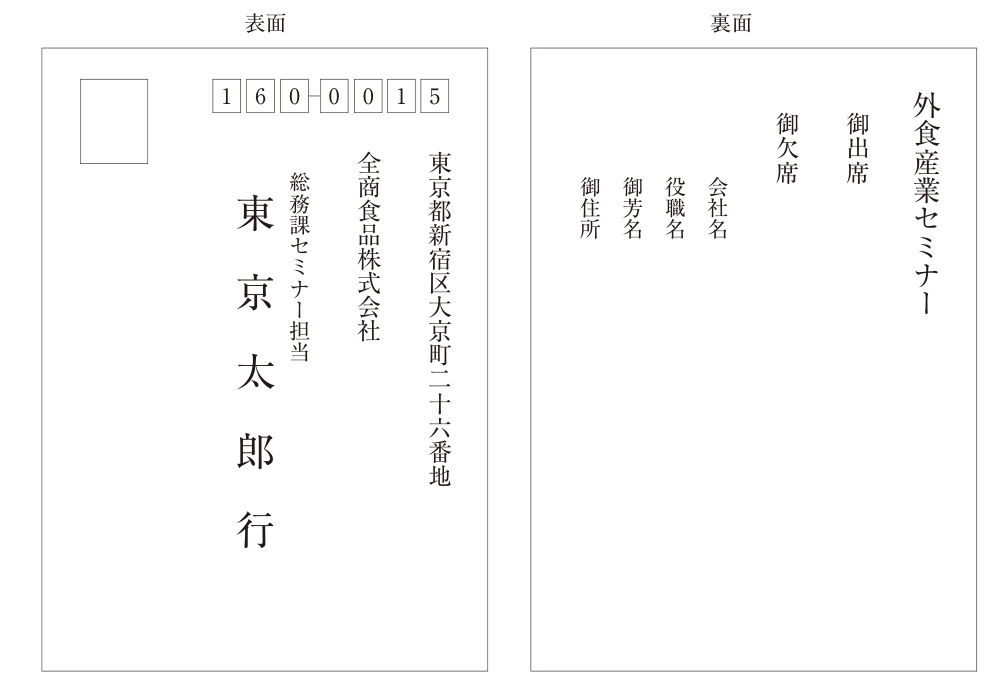 表面
160-0015
東京都新宿区大京町二十六番地
全商食品株式会社
総務課セミナー担当
東京太郎行
裏面
外食産業セミナー
御出席
御欠席
会社名
役職名
御芳名
御住所